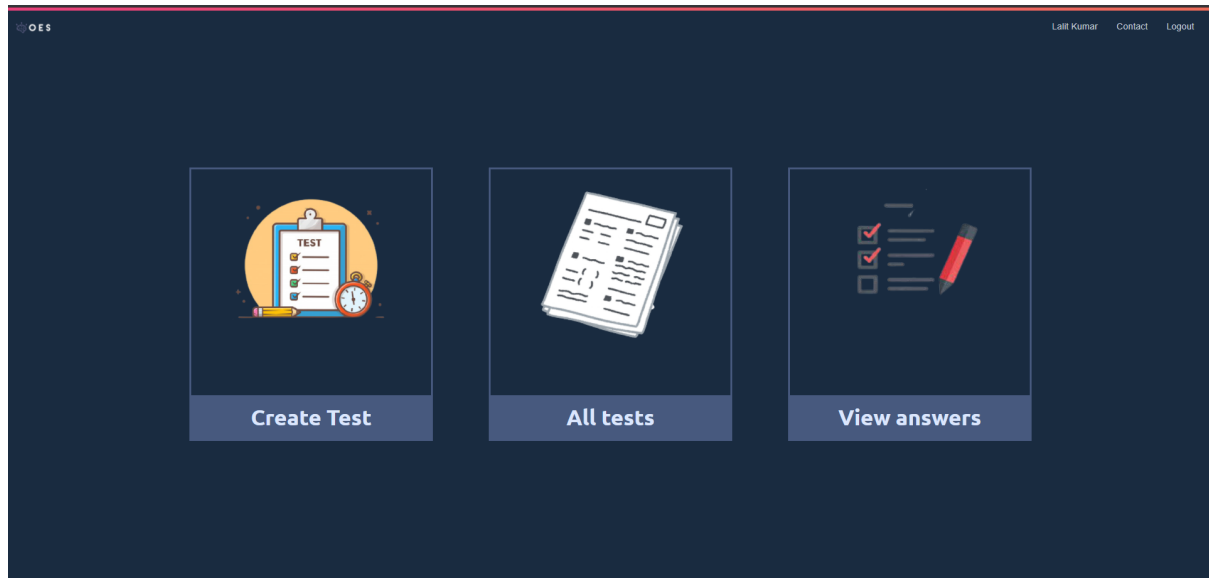 OES
Lalit Kumar Contact Logout
TEST
Create Test
All tests
View answers